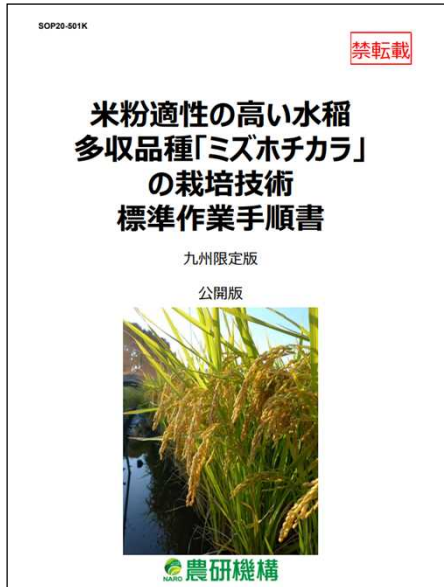 SOP20-501K
禁転載
米粉適性の高い水稲
多収品種「ミズホチカラ」
の栽培技術
標準作業手順書
九州限定版
公開版
NARO
農研機構